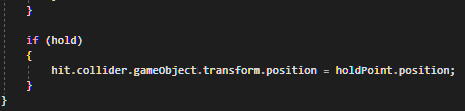 }
if (hold)
{
hit.collider.gameObject.transform.position = holdPoint.position;
}
}